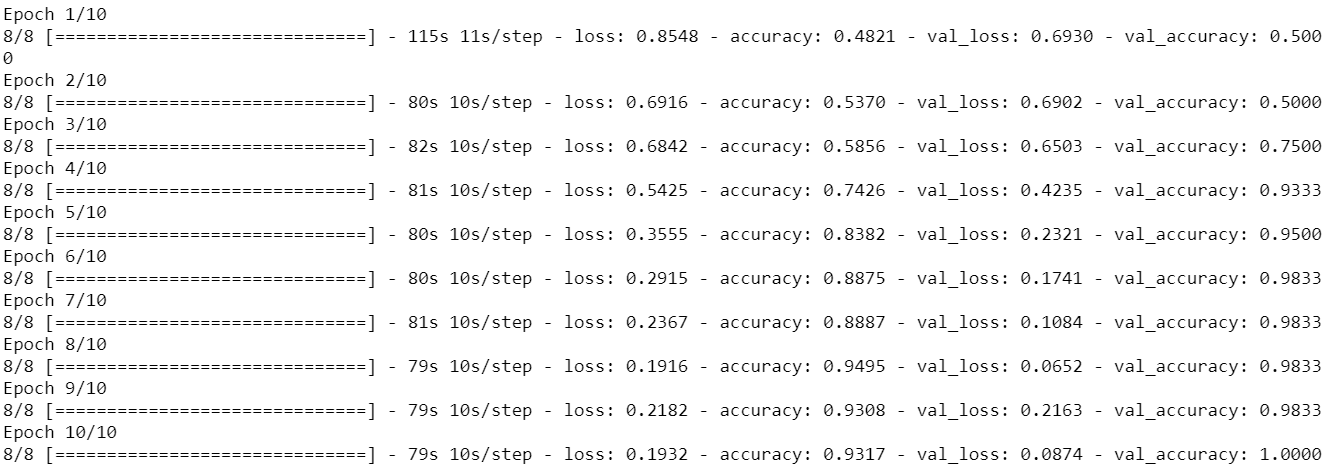 Epoch 1/10
8/8 [==============================] - 115s 11s/step - loss: 0.8548 - accuracy: 0.4821 - val_loss: 0.6930 - val_accuracy: 0.500
0
Epoch 2/10
8/8 [==============================] - 80s 10s/step - loss: 0.6916 - accuracy: 0.5370 - val_loss: 0.6902 - val_accuracy: 0.5000
Epoch 3/10
8/8 [==============================] - 82s 10s/step - loss: 0.6842 - accuracy: 0.5856 - val_loss: 0.6503 - val_accuracy: 0.7500
Epoch 4/10
8/8 [==============================] - 81s 10s/step - loss: 0.5425 - accuracy: 0.7426 - val_loss: 0.4235 - val_accuracy: 0.9333
Epoch 5/10
8/8 [==============================] - 80s 10s/step - loss: 0.3555 - accuracy: 0.8382 - val_loss: 0.2321 - val_accuracy: 0.9500
Epoch 6/10
8/8 [==============================] - 80s 10s/step - loss: 0.2915 - accuracy: 0.8875 - val_loss: 0.1741 - val_accuracy: 0.9833
Epoch 7/10
8/8 [==============================] - 81s 10s/step - loss: 0.2367 - accuracy: 0.8887 - val_loss: 0.1084 - val_accuracy: 0.9833
Epoch 8/10
8/8 [==============================] - 79s 10s/step - loss: 0.1916 - accuracy: 0.9495 - val_loss: 0.0652 - val_accuracy: 0.9833
Epoch 9/10
8/8 [==============================] - 79s 10s/step - loss: 0.2182 - accuracy: 0.9308 - val_loss: 0.2163 - val_accuracy: 0.9833
Epoch 10/10
8/8 [==============================] - 79s 10s/step - loss: 0.1932 - accuracy: 0.9317 - val_loss: 0.0874 - val_accuracy: 1.0000